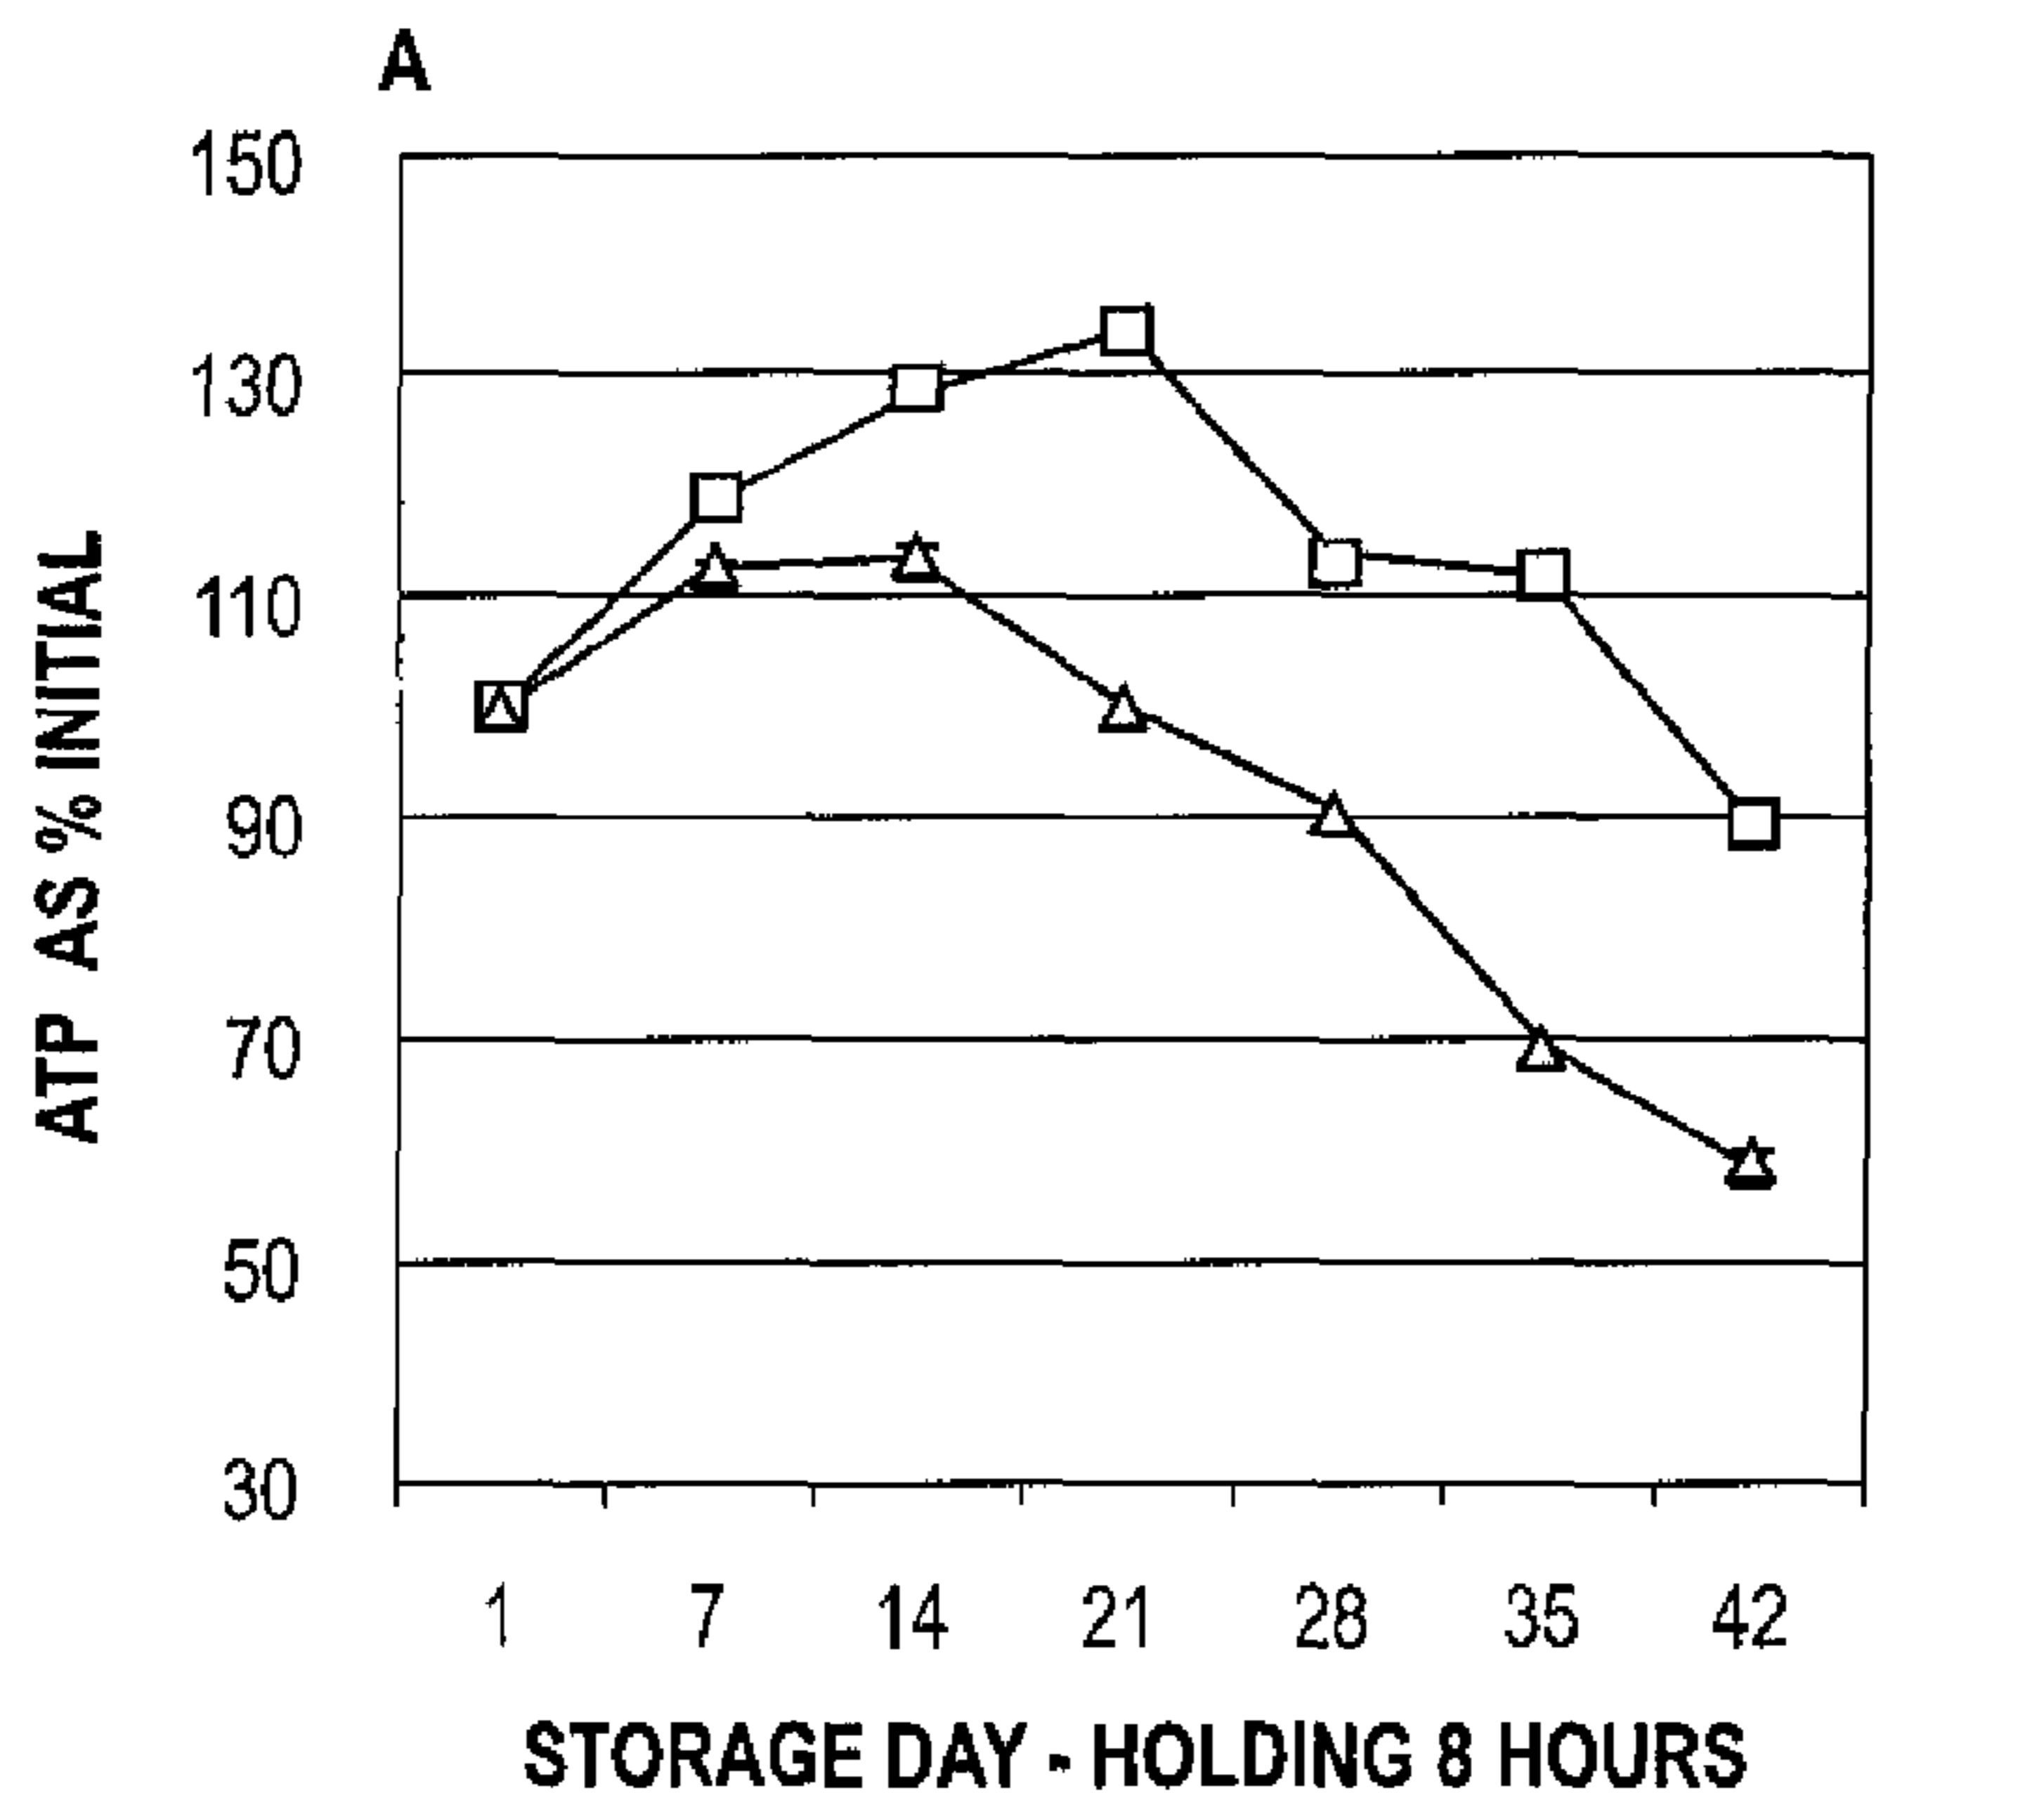 A
150
130
110
90
70
50
30
ATP AS % INITIAL
1 7 14 21 28 35 42
STORAGE DAY - HOLDING 8 HOURS